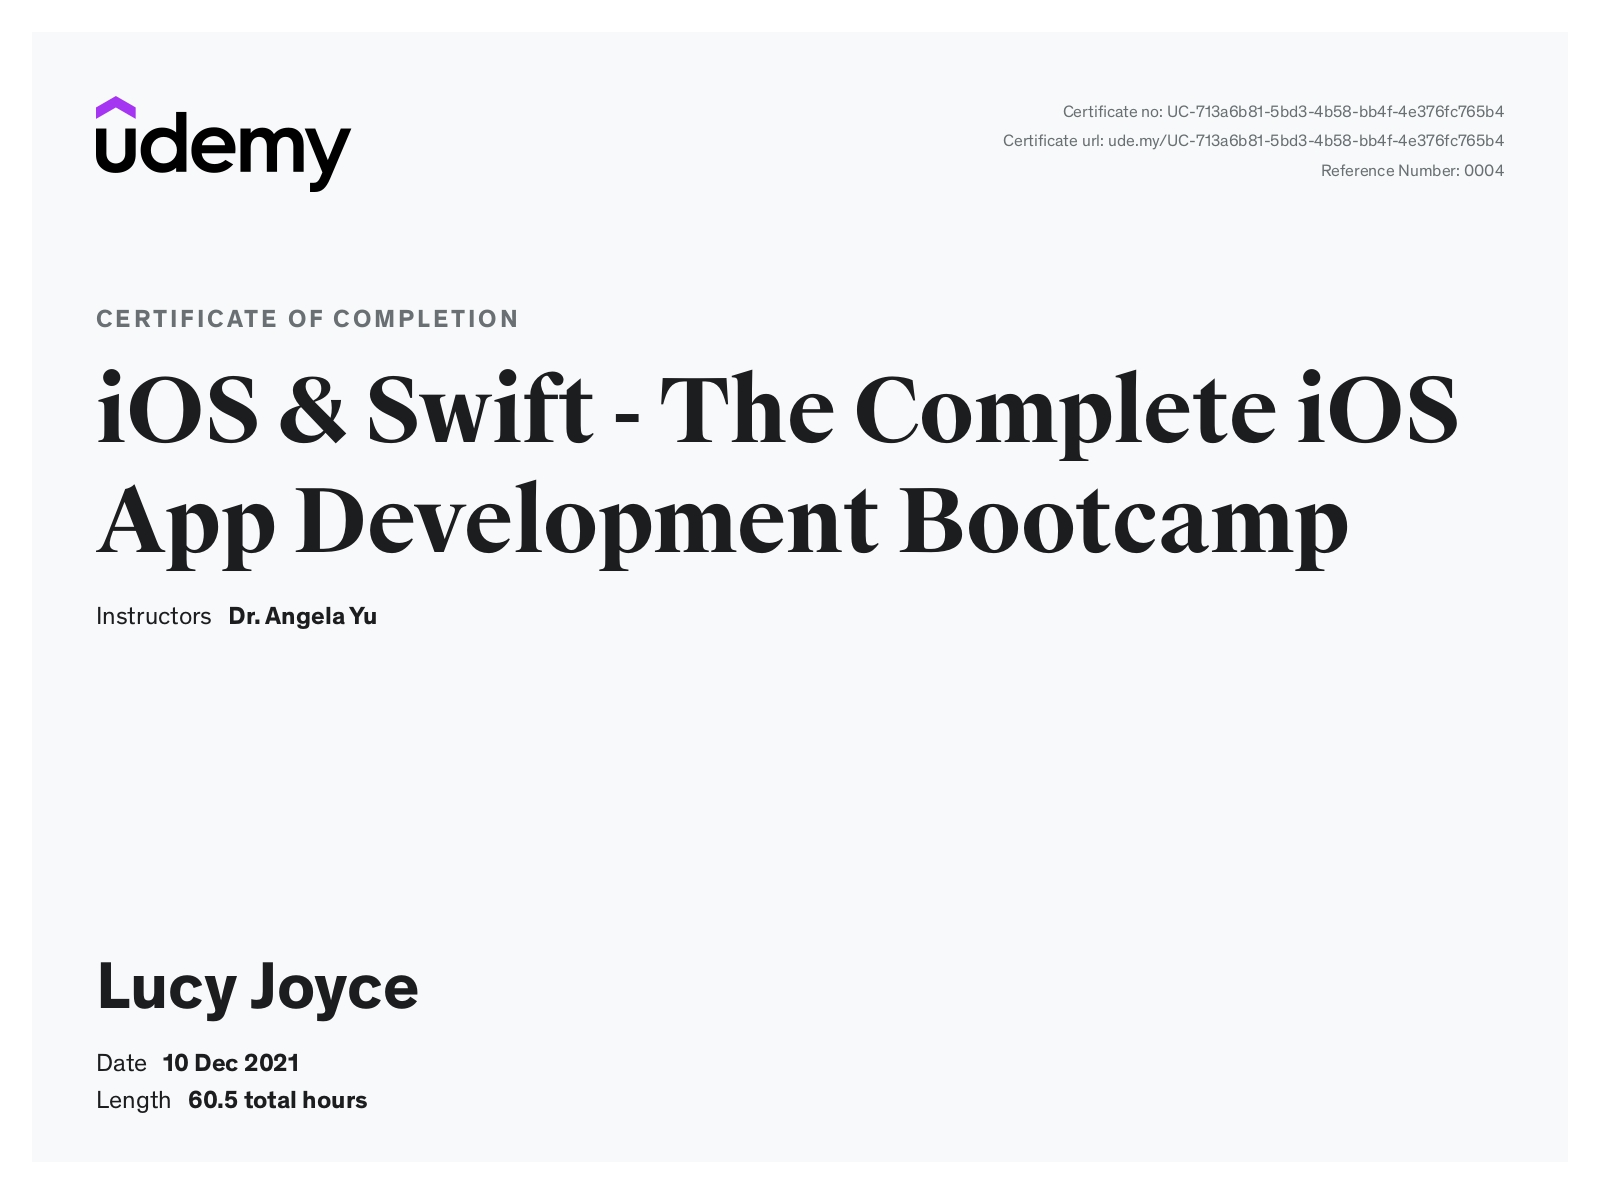 udemy
Certificate no: UC-713a6b81-5bd3-4b58-bb4f-4e376fc765b4
Certificate url: ude.my/UC-713a6b81-5bd3-4b58-bb4f-4e376fc765b4
Reference Number: 0004
CERTIFICATE OF COMPLETION
iOS & Swift - The Complete iOS
App Development Bootcamp
Instructors Dr. Angela Yu
Lucy Joyce
Date 10 Dec 2021
Length 60.5 total hours